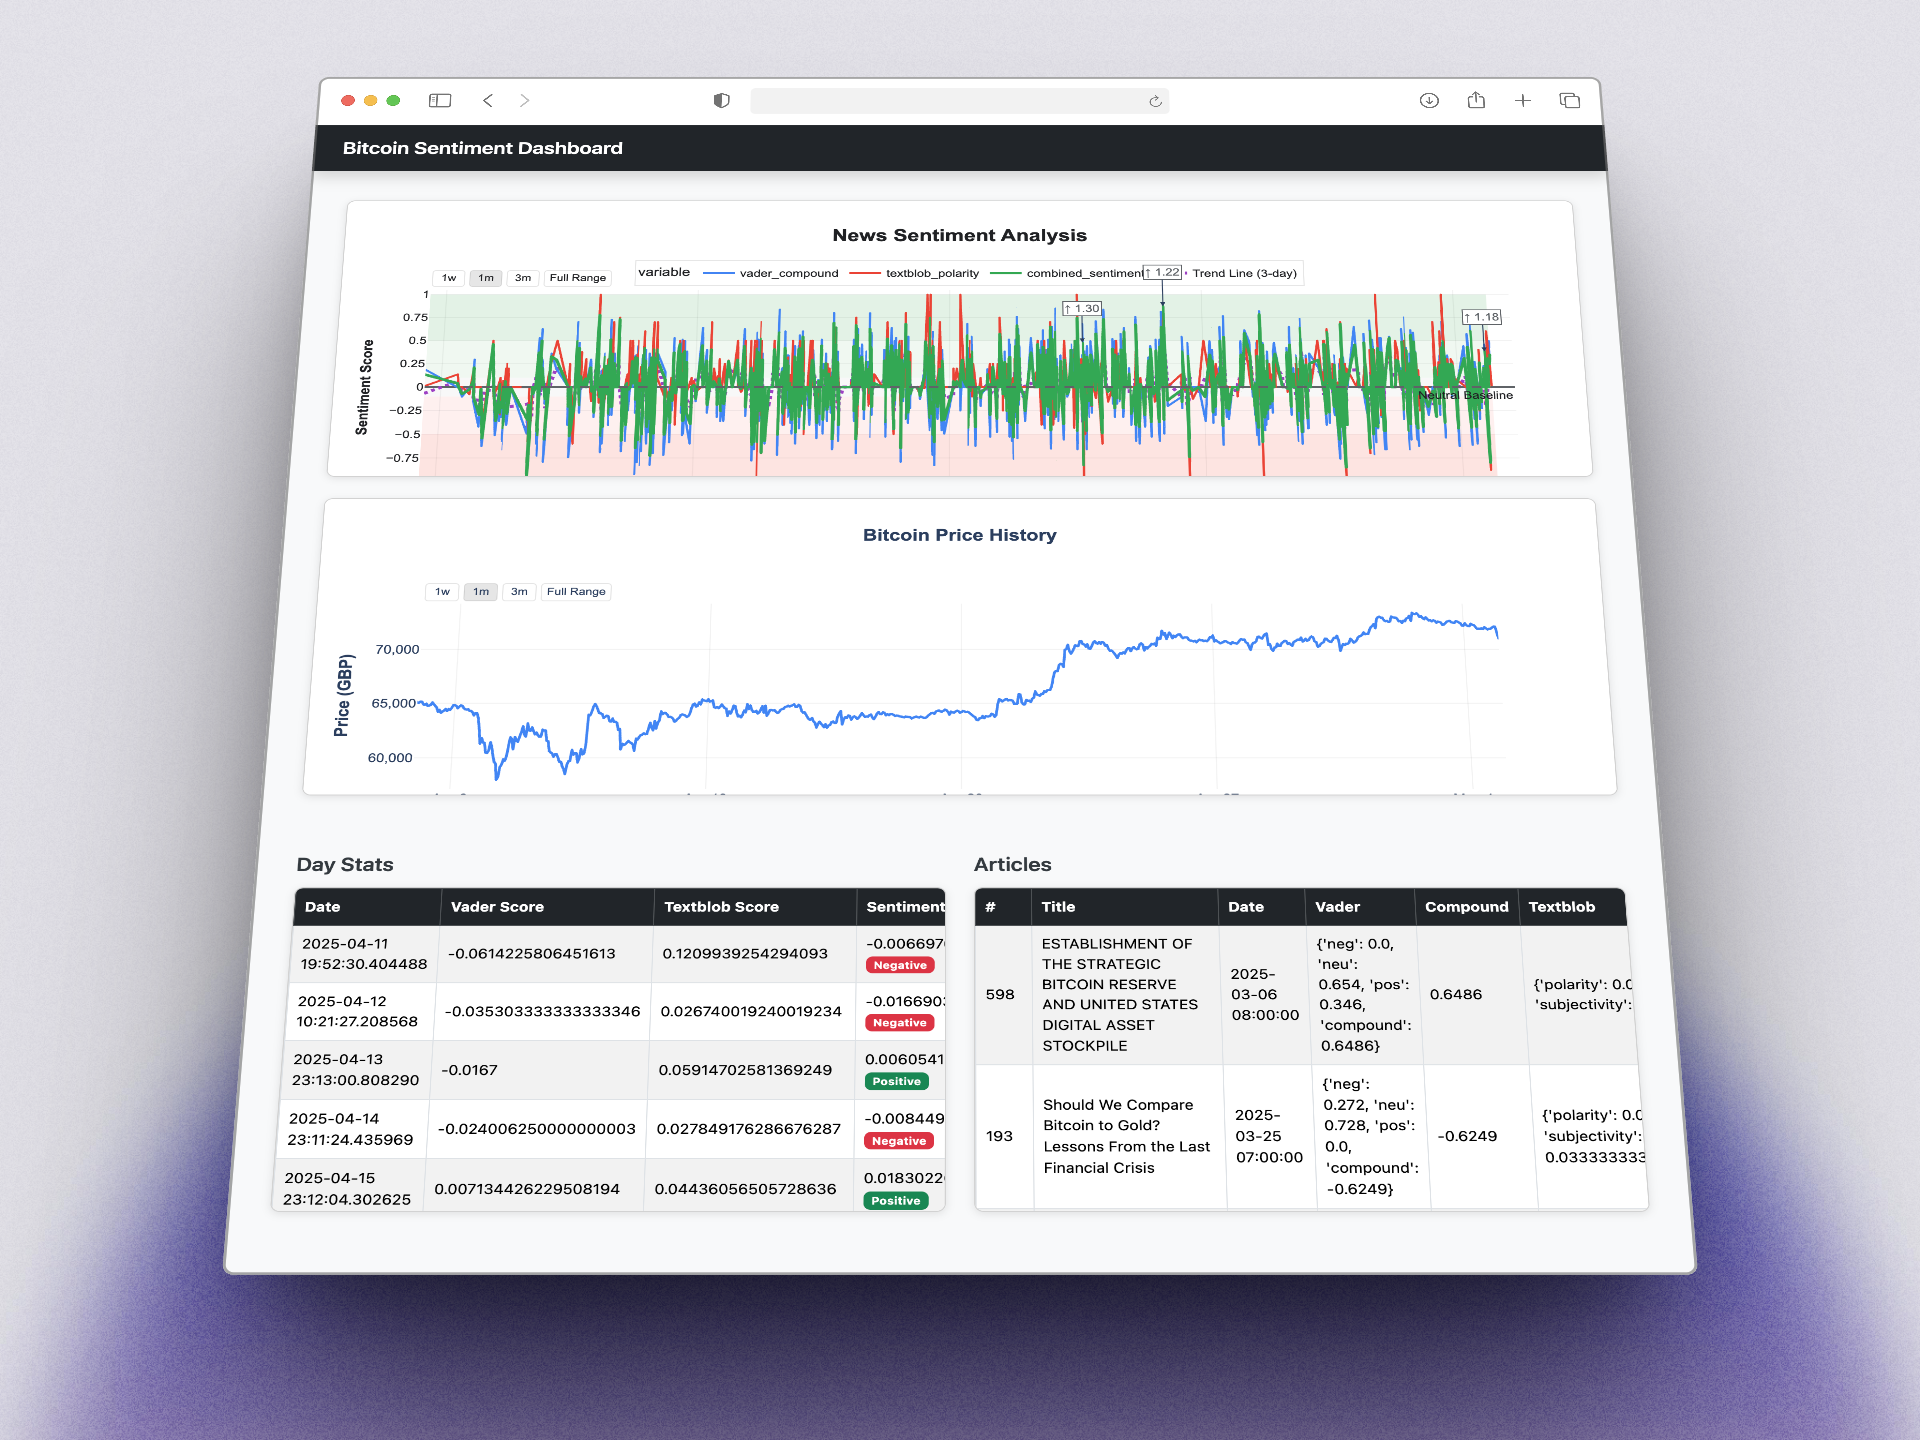 Bitcoin Sentiment Dashboard
News Sentiment Analysis
1w 1m 3m Full Range
variable vader_compound textblob_polarity combined_sentiment Trend Line (3-day)
↑ 1.22
↑ 1.30
↑ 1.18
1
0.75
0.5
0.25
0
−0.25
−0.5
−0.75
Sentiment Score
Neutral Baseline
Bitcoin Price History
1w 1m 3m Full Range
70,000
65,000
60,000
Price (GBP)
Day Stats
Date Vader Score Textblob Score Sentiment
2025-04-11
19:52:30.404488
-0.0614225806451613
0.1209939254294093
-0.006697
Negative
2025-04-12
10:21:27.208568
-0.035303333333333346
0.026740019240019234
-0.016690
Negative
2025-04-13
23:13:00.808290
-0.0167
0.05914702581369249
0.0060541
Positive
2025-04-14
23:11:24.435969
-0.024006250000000003
0.027849176286676287
-0.008449
Negative
2025-04-15
23:12:04.302625
0.007134426229508194
0.04436056505728636
0.0183022
Positive
Articles
# Title Date Vader Compound Textblob
598
ESTABLISHMENT OF
THE STRATEGIC
BITCOIN RESERVE
AND UNITED STATES
DIGITAL ASSET
STOCKPILE
2025-
03-06
08:00:00
{'neg': 0.0,
'neu':
0.654, 'pos':
0.346,
'compound':
0.6486}
0.6486
{'polarity': 0.0
'subjectivity':
193
Should We Compare
Bitcoin to Gold?
Lessons From the Last
Financial Crisis
2025-
03-25
07:00:00
{'neg':
0.272, 'neu':
0.728, 'pos':
0.0,
'compound':
-0.6249}
-0.6249
{'polarity': 0.0
'subjectivity':
0.033333333